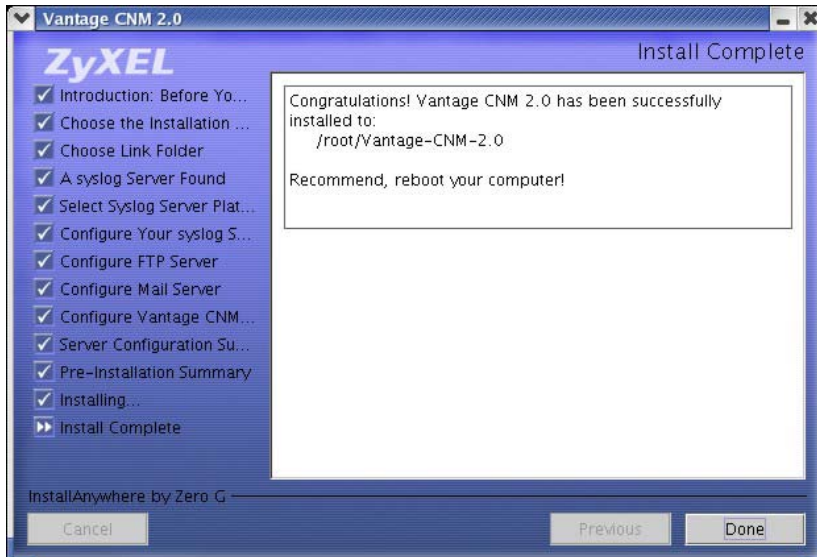 Vantage CNM 2.0
ZyXEL
Install Complete
Introduction: Before Yo...
Choose the Installation ...
Choose Link Folder
A syslog Server Found
Select Syslog Server Plat...
Configure Your syslog S...
Configure FTP Server
Configure Mail Server
Configure Vantage CNM...
Server Configuration Su...
Pre-Installation Summary
Installing...
Install Complete
Congratulations! Vantage CNM 2.0 has been successfully
installed to:
/root/Vantage-CNM-2.0
Recommend, reboot your computer!
InstallAnywhere by Zero G
Cancel
Previous
Done